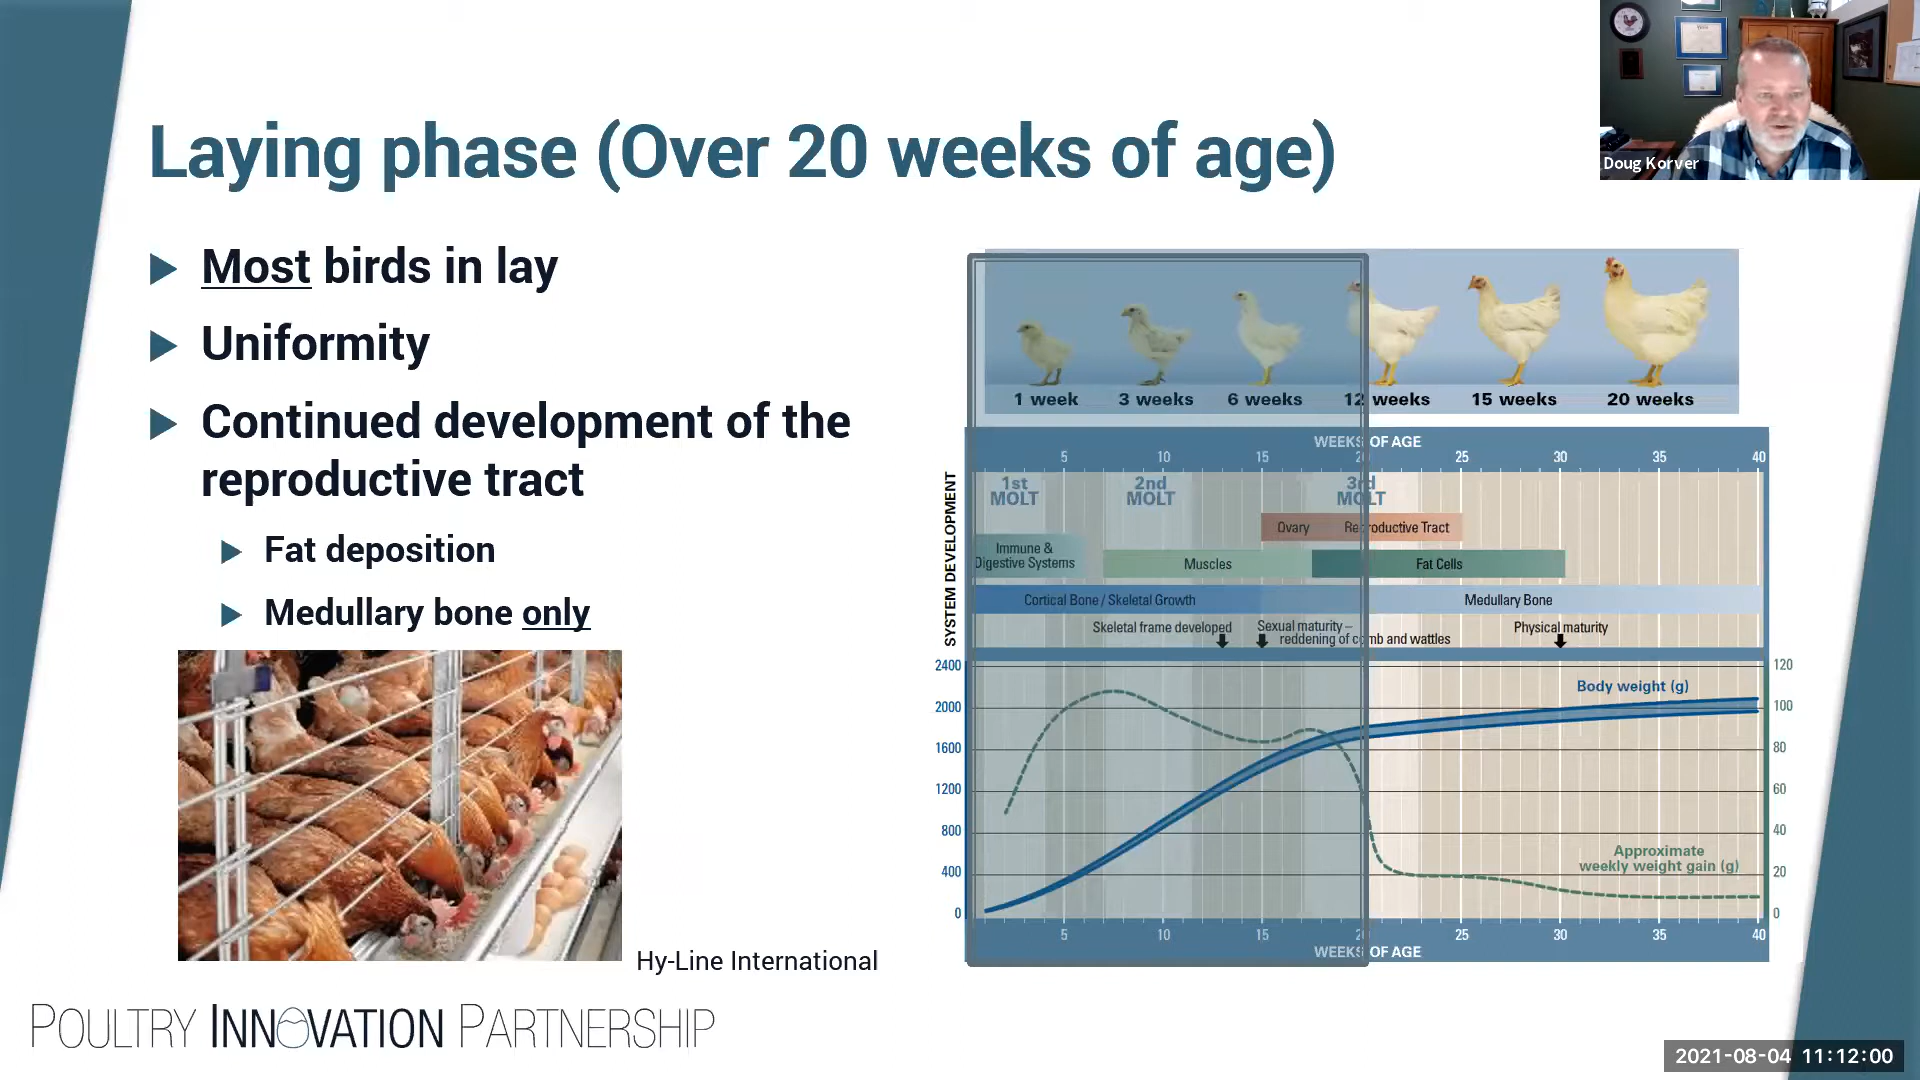 Laying phase (Over 20 weeks of age)
Doug Korver
Most birds in lay
Uniformity
Continued development of the
reproductive tract
Fat deposition
Medullary bone only
Hy-Line International
POULTRY INNOVATION PARTNERSHIP
1 week 3 weeks 6 weeks 12 weeks 15 weeks 20 weeks
WEEKS OF AGE
5 10 15 20 25 30 35 40
SYSTEM DEVELOPMENT
1st
MOLT
2nd
MOLT
3rd
MOLT
Ovary Reproductive Tract
Immune &
Digestive Systems
Muscles
Fat Cells
Cortical Bone / Skeletal Growth
Medullary Bone
Skeletal frame developed
Sexual maturity –
reddening of comb and wattles
Physical maturity
2400
2000
1600
1200
800
400
0
120
100
80
60
40
20
0
Body weight (g)
Approximate
weekly weight gain (g)
5 10 15 20 25 30 35 40
WEEKS OF AGE
2021-08-04 11:12:00